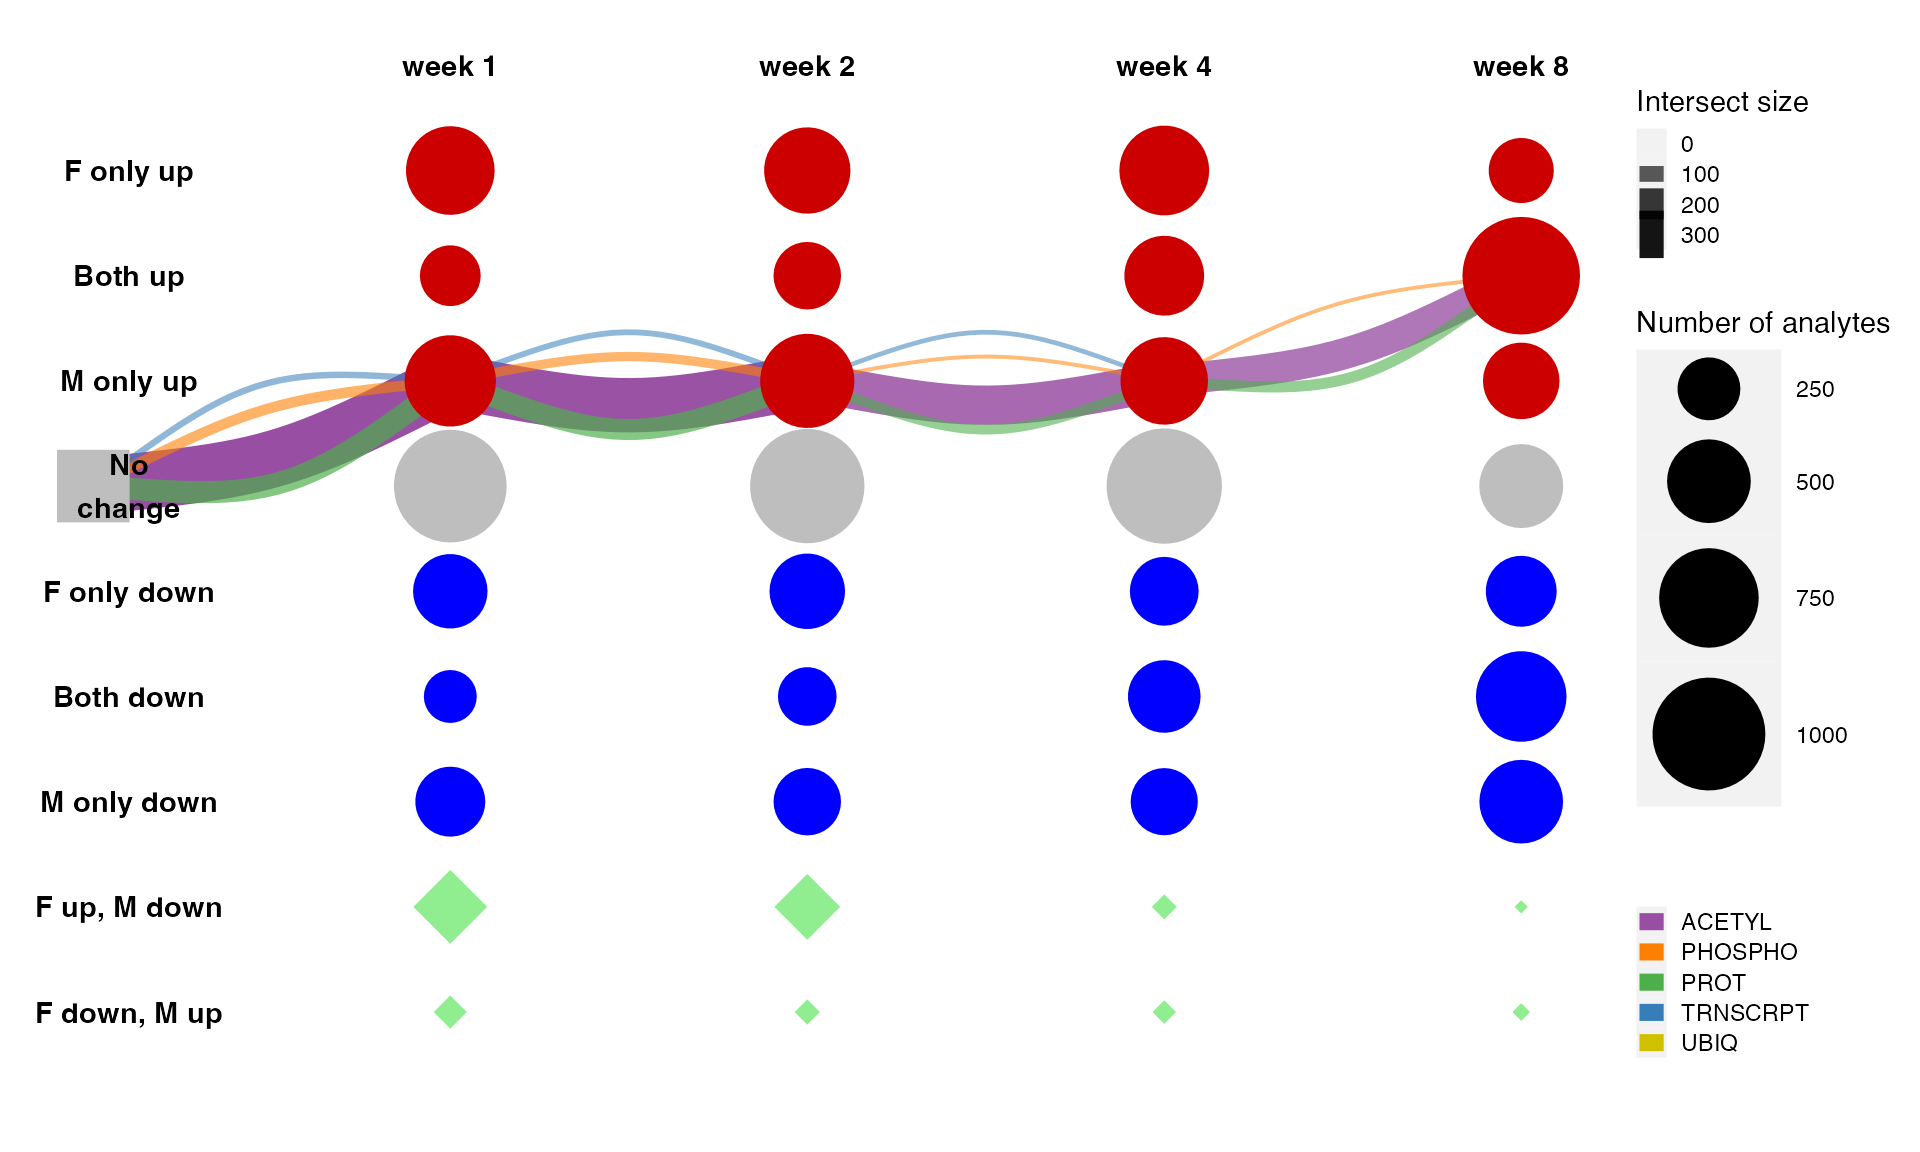 week 1
week 2
week 4
week 8
F only up
Both up
M only up
No
change
F only down
Both down
M only down
F up, M down
F down, M up
Intersect size
0
100
200
300
Number of analytes
250
500
750
1000
ACETYL
PHOSPHO
PROT
TRNSCRPT
UBIQ